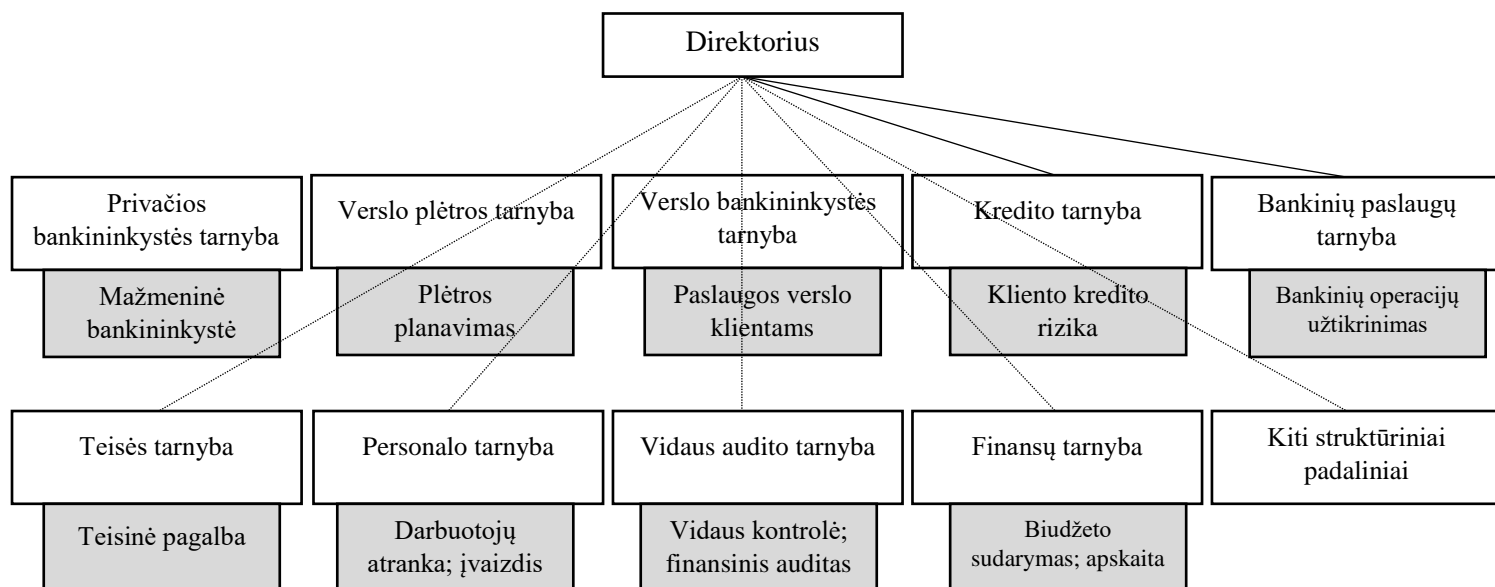 Direktorius
Privačios
bankininkystės tarnyba
Verslo plėtros tarnyba
Verslo bankininkystės
tarnyba
Kredito tarnyba
Bankinių paslaugų
tarnyba
Mažmeninė
bankininkystė
Plėtros
planavimas
Paslaugos verslo
klientams
Kliento kredito
rizika
Bankinių operacijų
užtikrinimas
Teisės tarnyba
Personalo tarnyba
Vidaus audito tarnyba
Finansų tarnyba
Kiti struktūriniai
padaliniai
Teisinė pagalba
Darbuotojų
atranka; įvaizdis
Vidaus kontrolė;
finansinis auditas
Biudžeto
sudarymas; apskaita